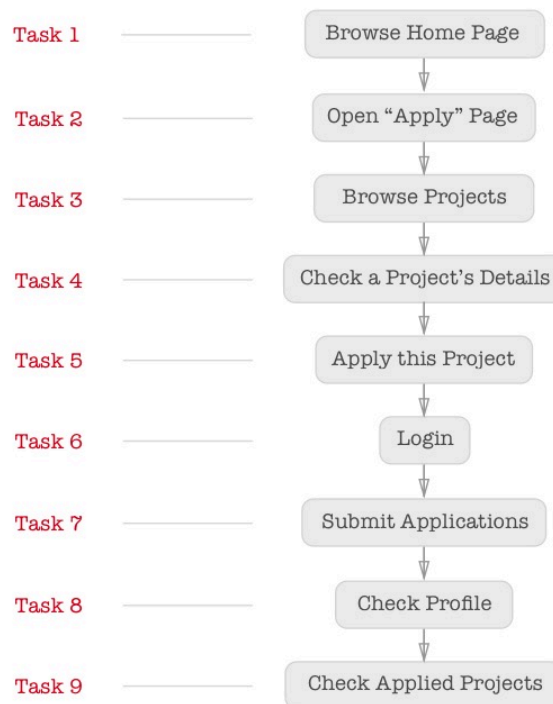 Task 1 Browse Home Page
Task 2 Open “Apply” Page
Task 3 Browse Projects
Task 4 Check a Project’s Details
Task 5 Apply this Project
Task 6 Login
Task 7 Submit Applications
Task 8 Check Profile
Task 9 Check Applied Projects